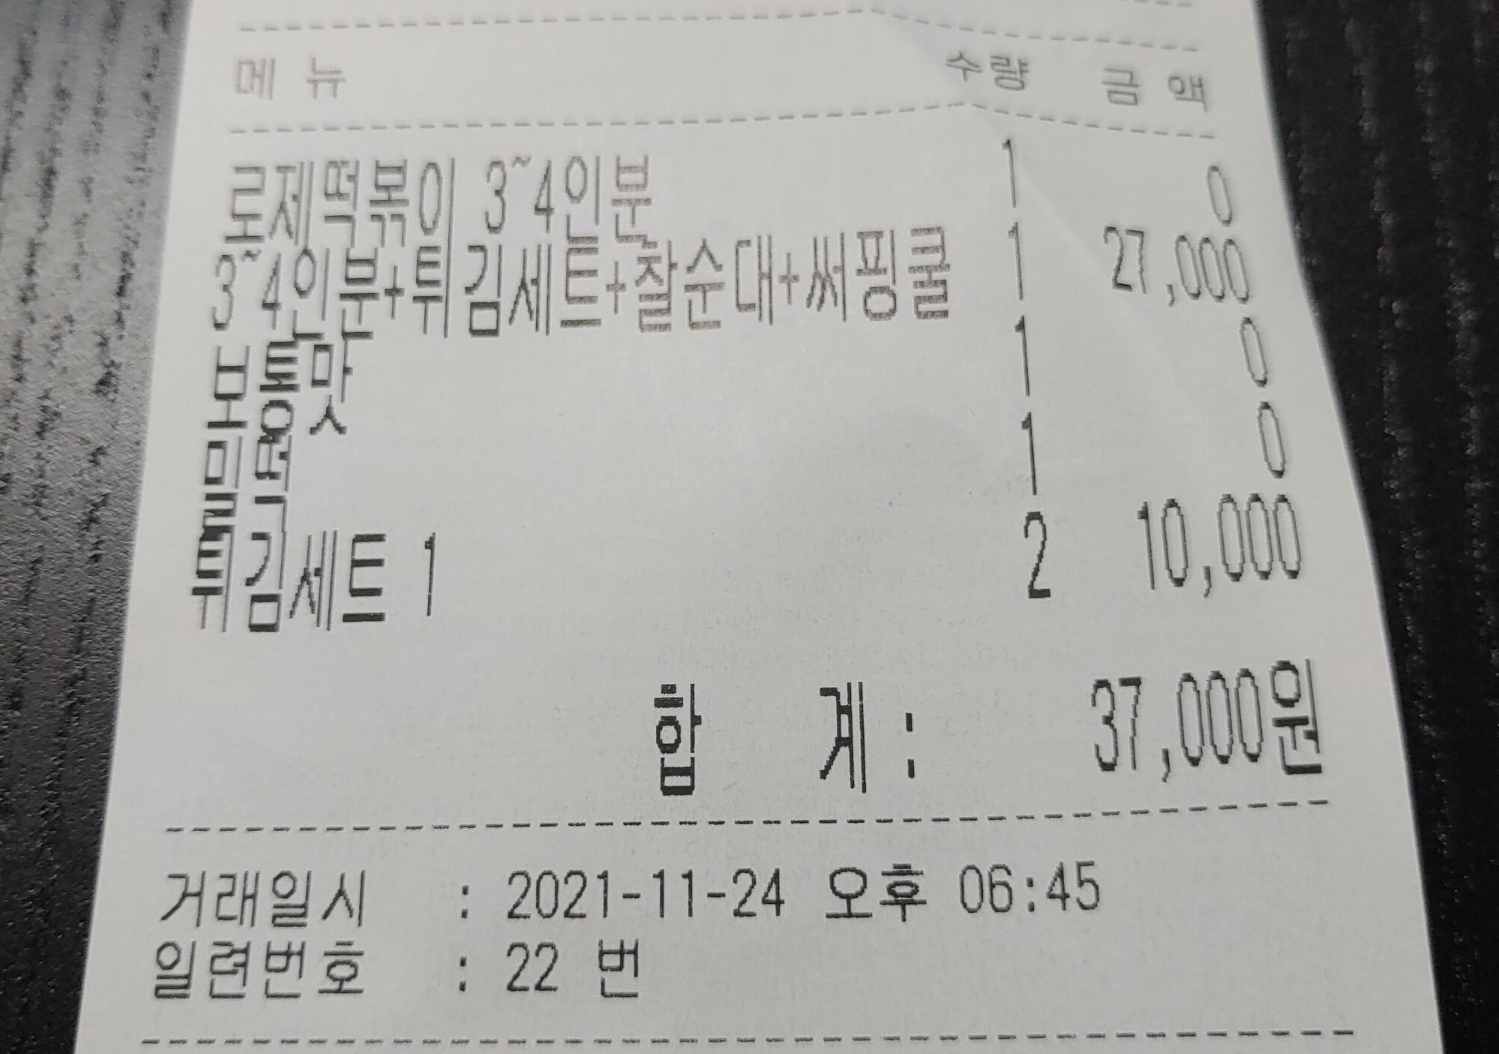 메 뉴 수량 금 액
로제떡볶이 3~4인분 1 0
3~4인분+튀김세트+찰순대+써핑쿨 1 27,000
보통맛 1 0
밀떡 1 0
튀김세트 1 2 10,000
합 계 : 37,000원
거래일시 : 2021-11-24 오후 06:45
일련번호 : 22 번